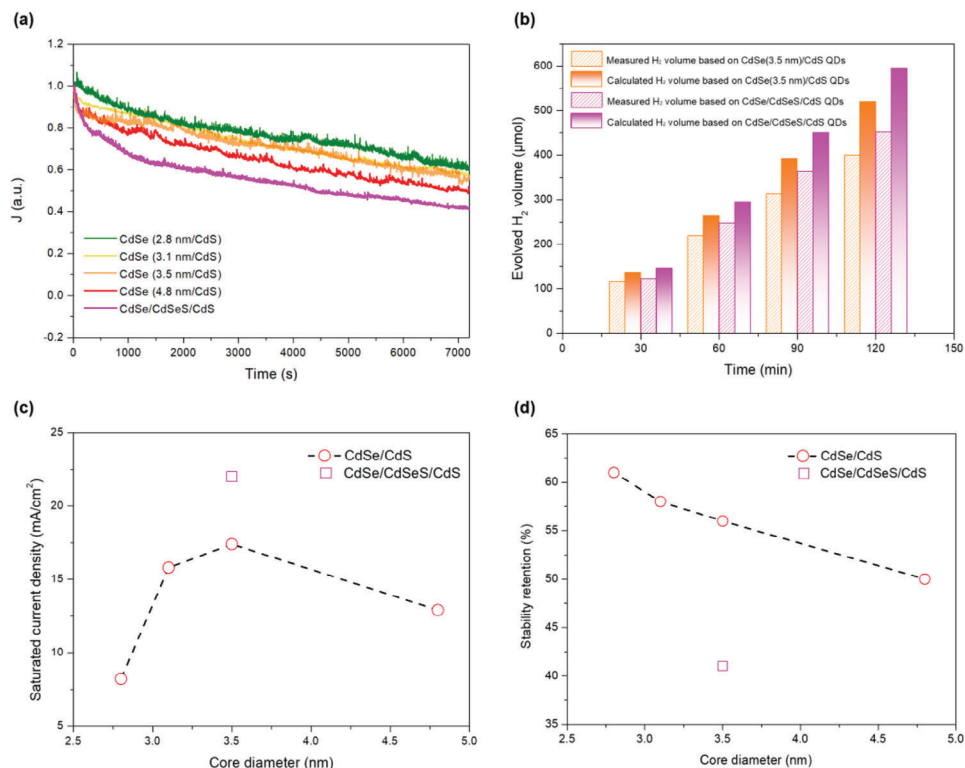 (a)
J (a.u.)
1.2
1.0
0.8
0.6
0.4
0.2
0.0
-0.2
CdSe (2.8 nm/CdS)
CdSe (3.1 nm/CdS)
CdSe (3.5 nm/CdS)
CdSe (4.8 nm/CdS)
CdSe/CdSeS/CdS
0 1000 2000 3000 4000 5000 6000 7000
Time (s)
(b)
Evolved H₂ volume (μmol)
600
500
400
300
200
100
0
Measured H₂ volume based on CdSe(3.5 nm)/CdS QDs
Calculated H₂ volume based on CdSe(3.5 nm)/CdS QDs
Measured H₂ volume based on CdSe/CdSeS/CdS QDs
Calculated H₂ volume based on CdSe/CdSeS/CdS QDs
0 30 60 90 120 150
Time (min)
(c)
Saturated current density (mA/cm²)
25
20
15
10
5
CdSe/CdS
CdSe/CdSeS/CdS
2.5 3.0 3.5 4.0 4.5 5.0
Core diameter (nm)
(d)
Stability retention (%)
65
60
55
50
45
40
35
CdSe/CdS
CdSe/CdSeS/CdS
2.5 3.0 3.5 4.0 4.5 5.0
Core diameter (nm)